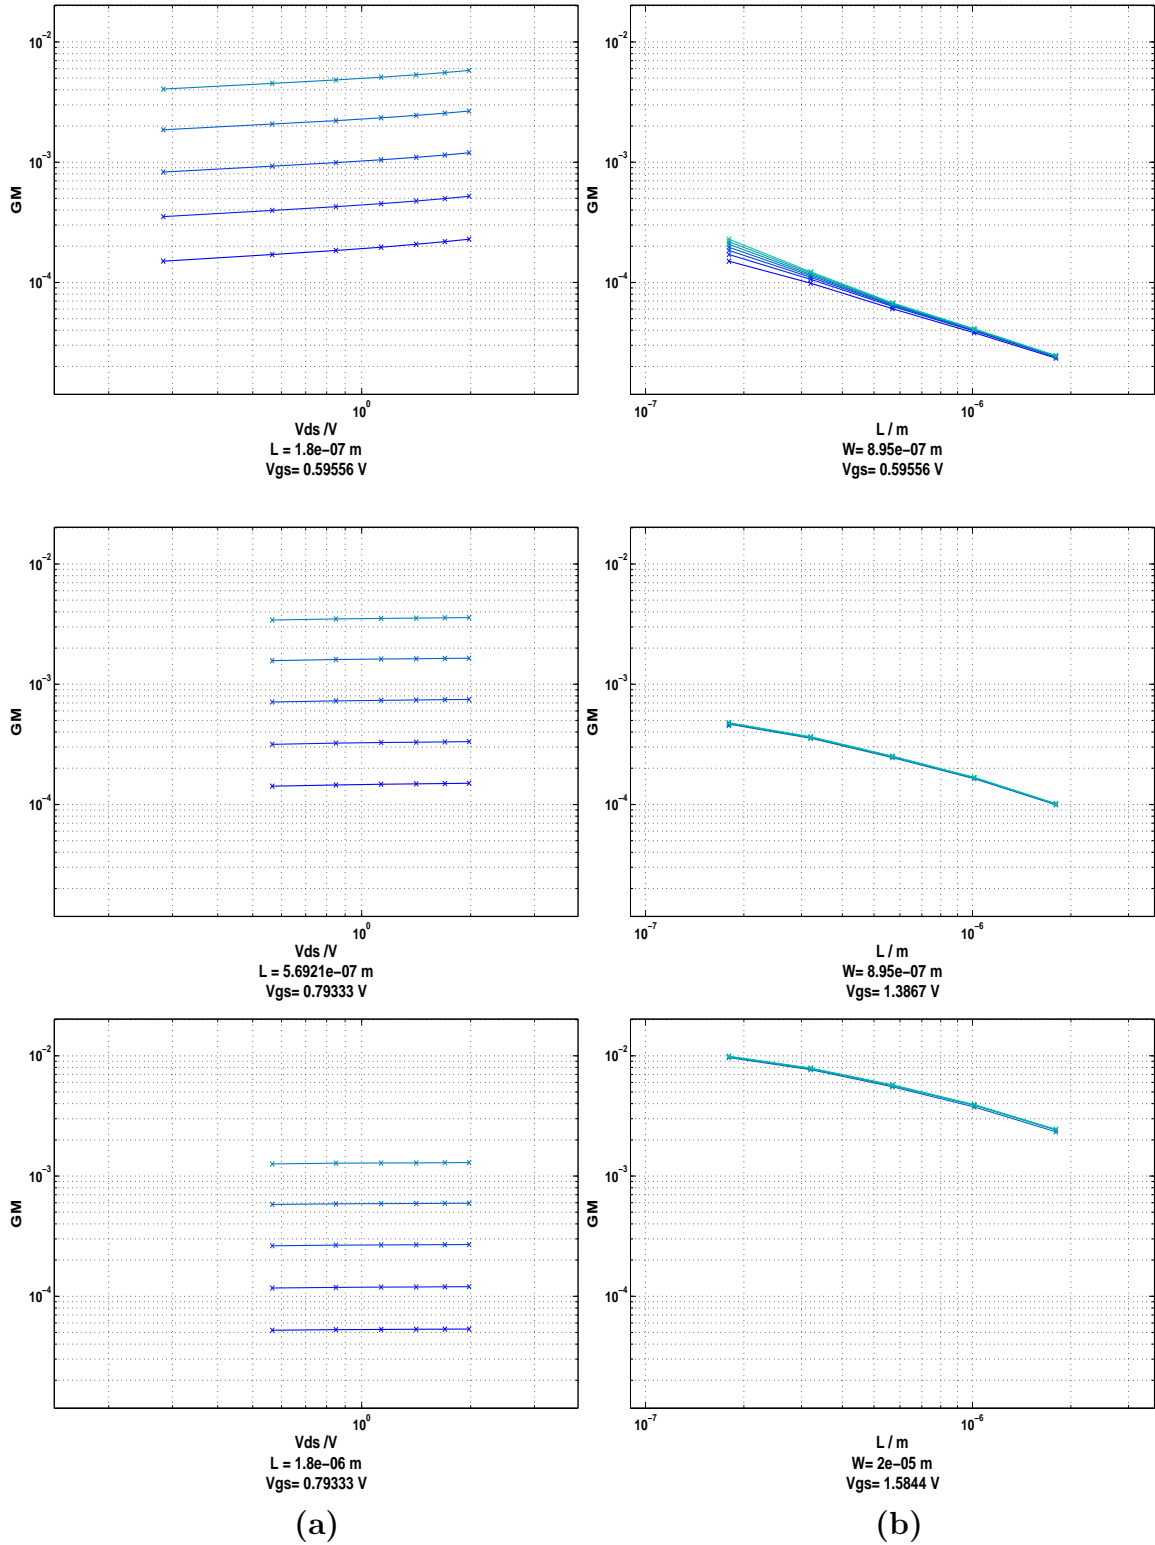 10^−2
10^−3
10^−4
GM
10^0
Vds /V
L = 1.8e−07 m
Vgs= 0.59556 V
10^−2
10^−3
10^−4
GM
10^−7
10^−6
L / m
W= 8.95e−07 m
Vgs= 0.59556 V
10^−2
10^−3
10^−4
GM
10^0
Vds /V
L = 5.6921e−07 m
Vgs= 0.79333 V
10^−2
10^−3
10^−4
GM
10^−7
10^−6
L / m
W= 8.95e−07 m
Vgs= 1.3867 V
10^−2
10^−3
10^−4
GM
10^0
Vds /V
L = 1.8e−06 m
Vgs= 0.79333 V
10^−2
10^−3
10^−4
GM
10^−7
10^−6
L / m
W= 2e−05 m
Vgs= 1.5844 V
(a)
(b)